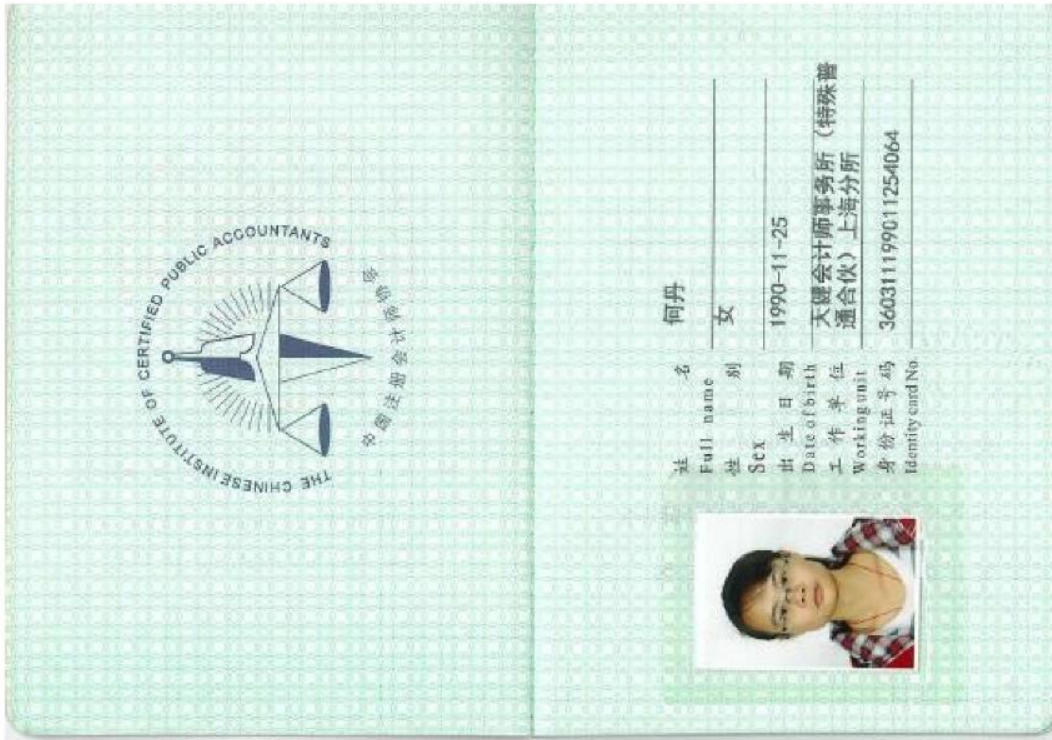 THE CHINESE INSTITUTE OF CERTIFIED PUBLIC ACCOUNTANTS
中国注册会计师协会
姓 名 何丹
Full name
性 别 女
Sex
出 生 日 期 1990-11-25
Date of birth
工 作 单 位 天健会计师事务所（特殊普
Working unit 通合伙）上海分所
身 份 证 号 码 360311199011254064
Identity card No